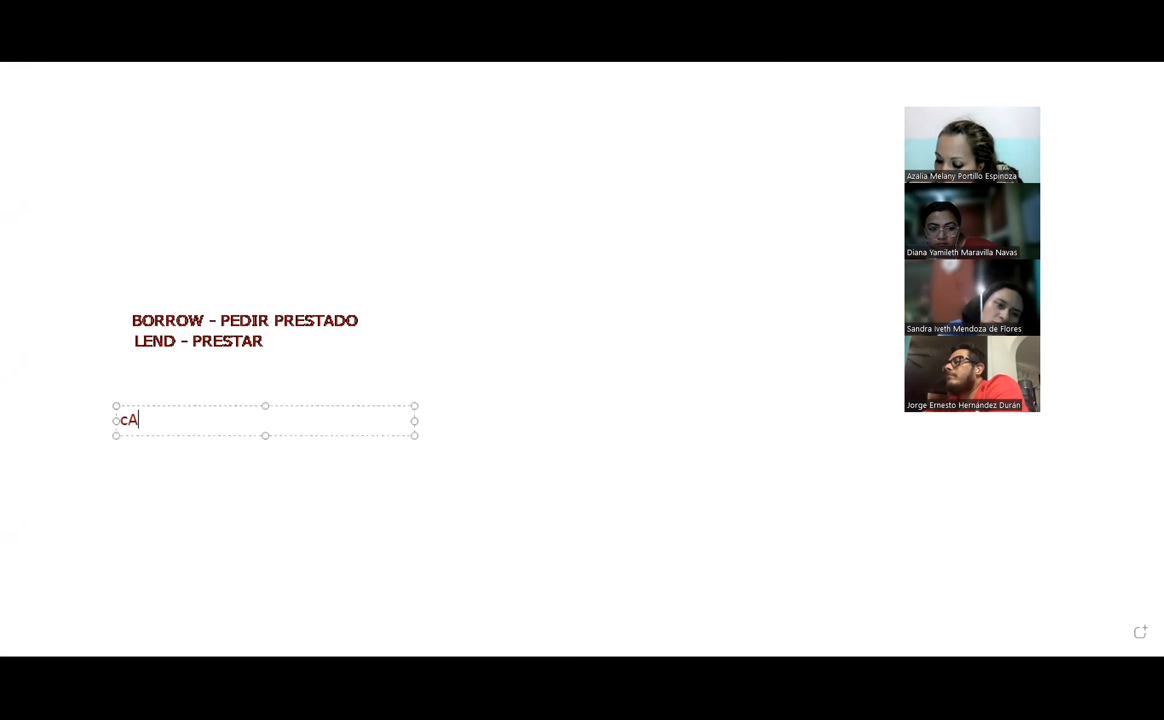 BORROW - PEDIR PRESTADO
LEND - PRESTAR
cA
Azalia Melany Portillo Espinoza
Diana Yamileth Maravilla Navas
Sandra Iveth Mendoza de Flores
Jorge Ernesto Hernández Durán